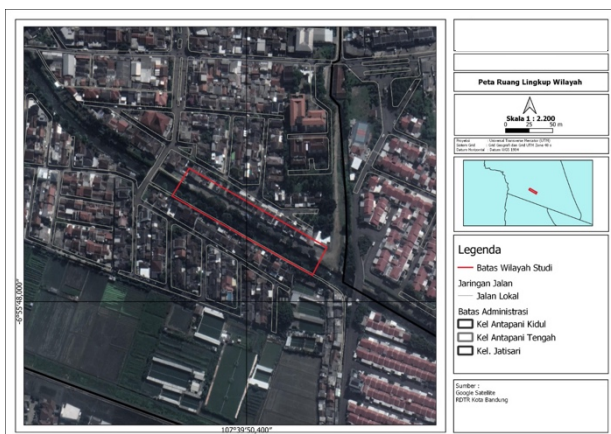 Peta Ruang Lingkup Wilayah
Skala 1 : 2.200
0 25 50 m
Legenda
Batas Wilayah Studi
Jaringan Jalan
Jalan Lokal
Batas Administrasi
Kel Antapani Kidul
Kel Antapani Tengah
Kel. Jatisari
Sumber :
Google Satellite
RDTR Kota Bandung
-6°55'48,000"
107°39'50,400"